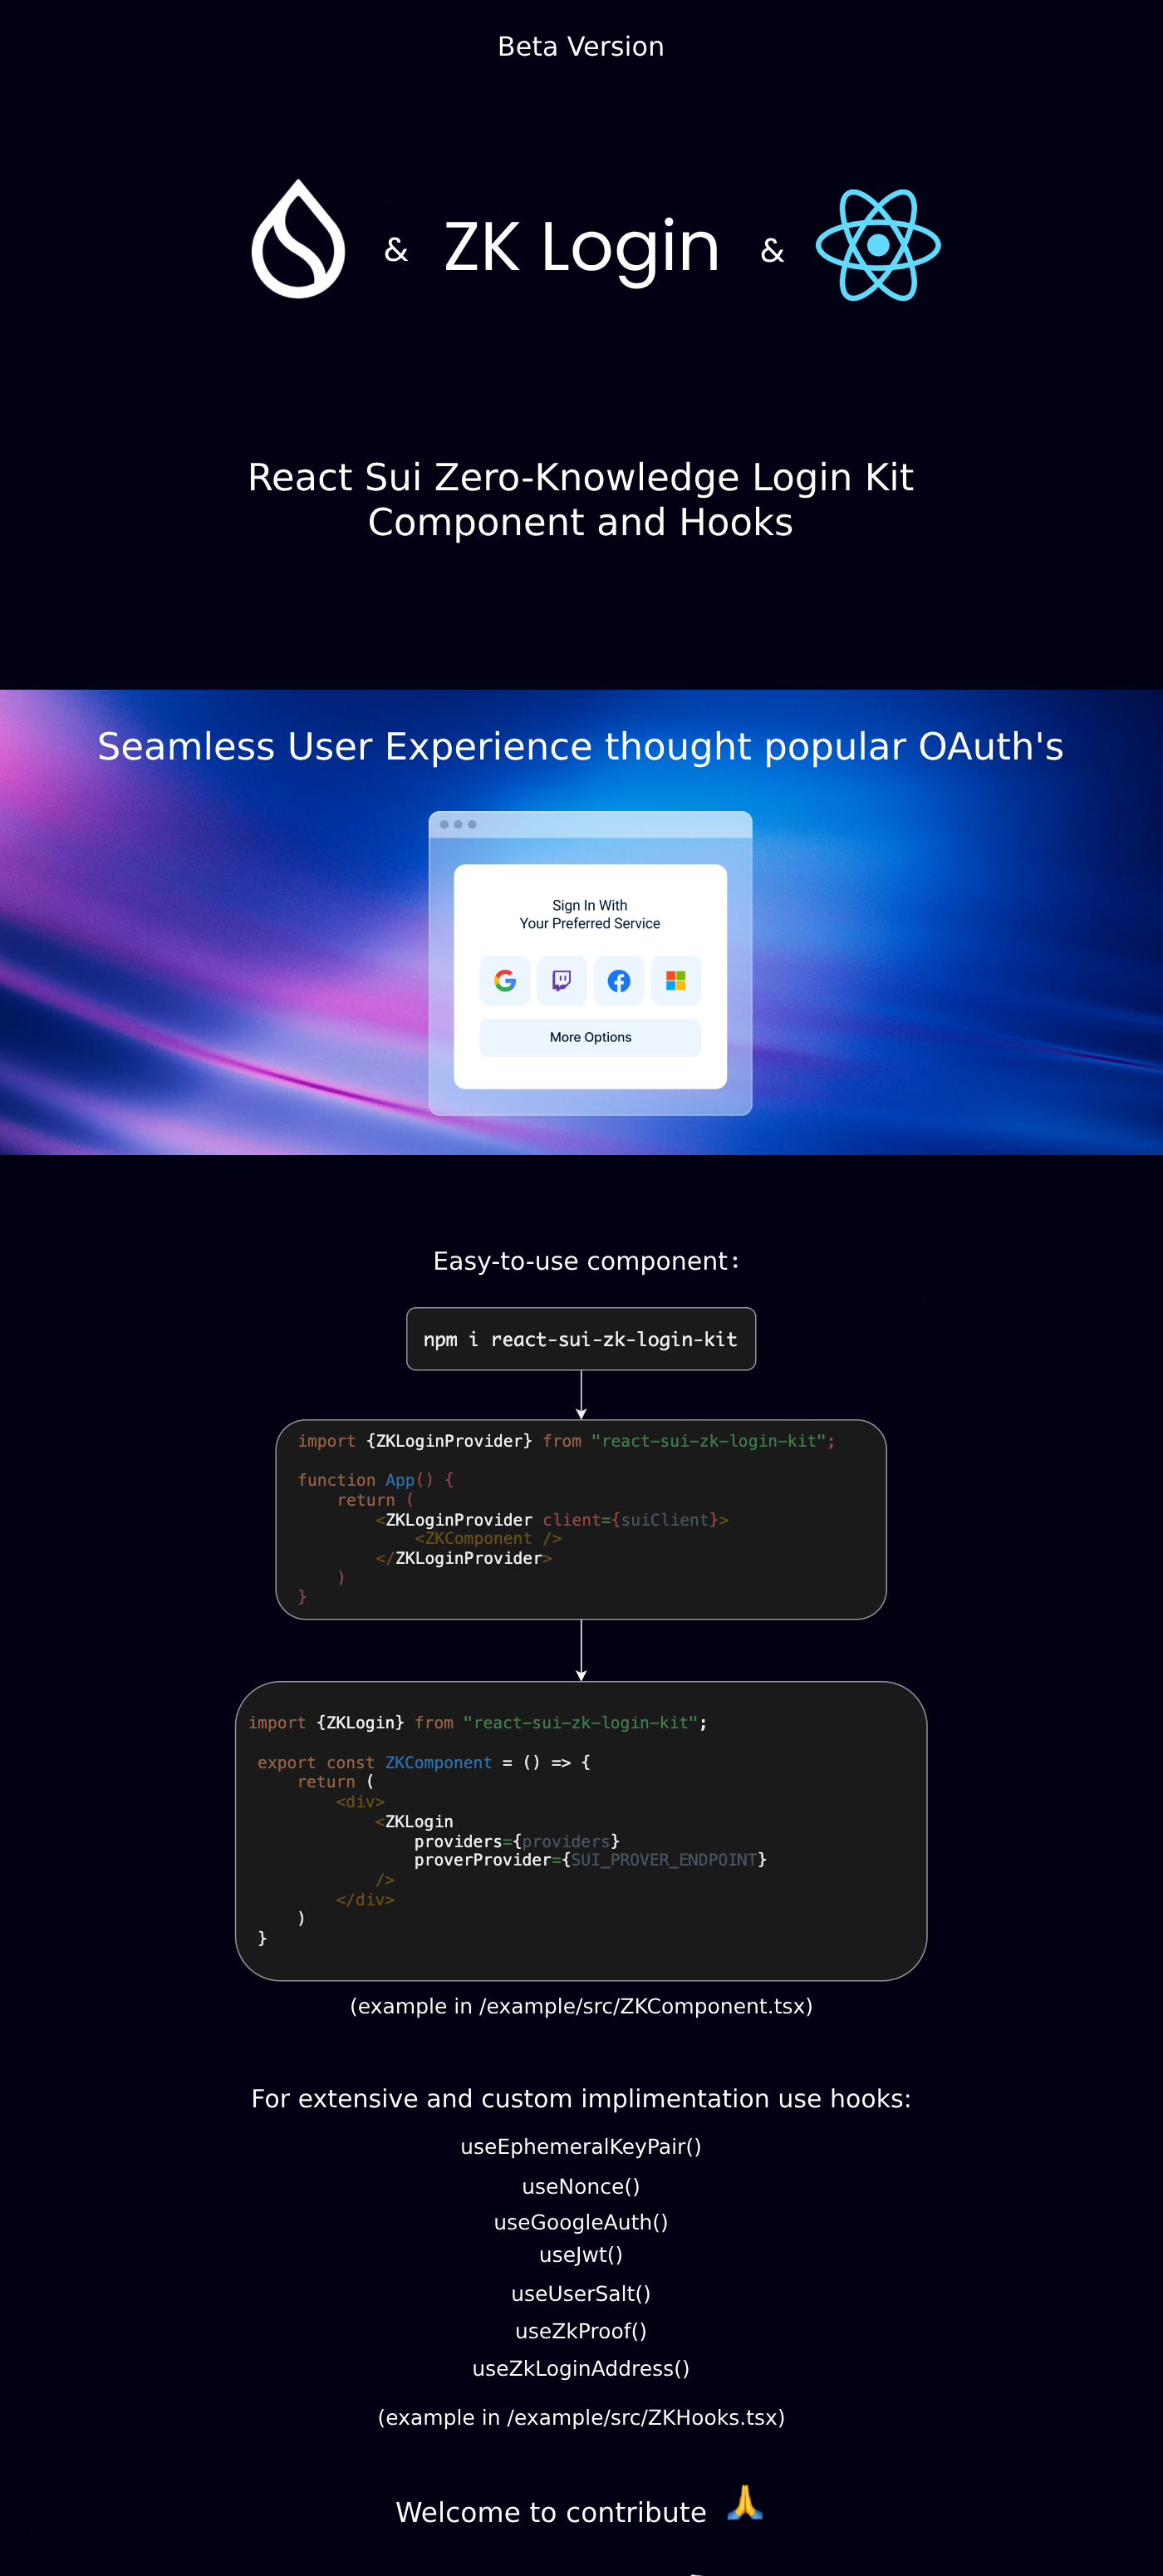 Beta Version
& ZK Login &
React Sui Zero-Knowledge Login Kit
Component and Hooks
Seamless User Experience thought popular OAuth's
Sign In With
Your Preferred Service
More Options
Easy-to-use component:
npm i react-sui-zk-login-kit
import {ZKLoginProvider} from "react-sui-zk-login-kit";
function App() {
return (
<ZKLoginProvider client={suiClient}>
<ZKComponent />
</ZKLoginProvider>
)
}
import {ZKLogin} from "react-sui-zk-login-kit";
export const ZKComponent = () => {
return (
<div>
<ZKLogin
providers={providers}
proverProvider={SUI_PROVER_ENDPOINT}
/>
</div>
)
}
(example in /example/src/ZKComponent.tsx)
For extensive and custom implimentation use hooks:
useEphemeralKeyPair()
useNonce()
useGoogleAuth()
useJwt()
useUserSalt()
useZkProof()
useZkLoginAddress()
(example in /example/src/ZKHooks.tsx)
Welcome to contribute 🙏